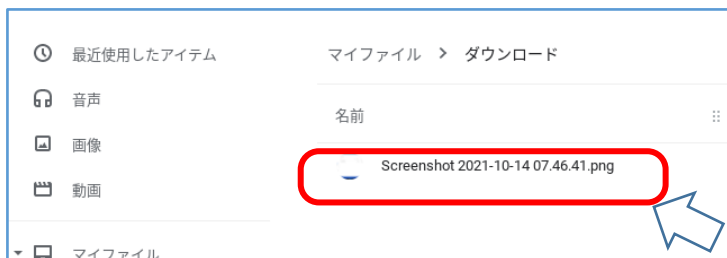 最近使用したアイテム
音声
画像
動画
マイファイル
マイファイル > ダウンロード
名前
Screenshot 2021-10-14 07.46.41.png